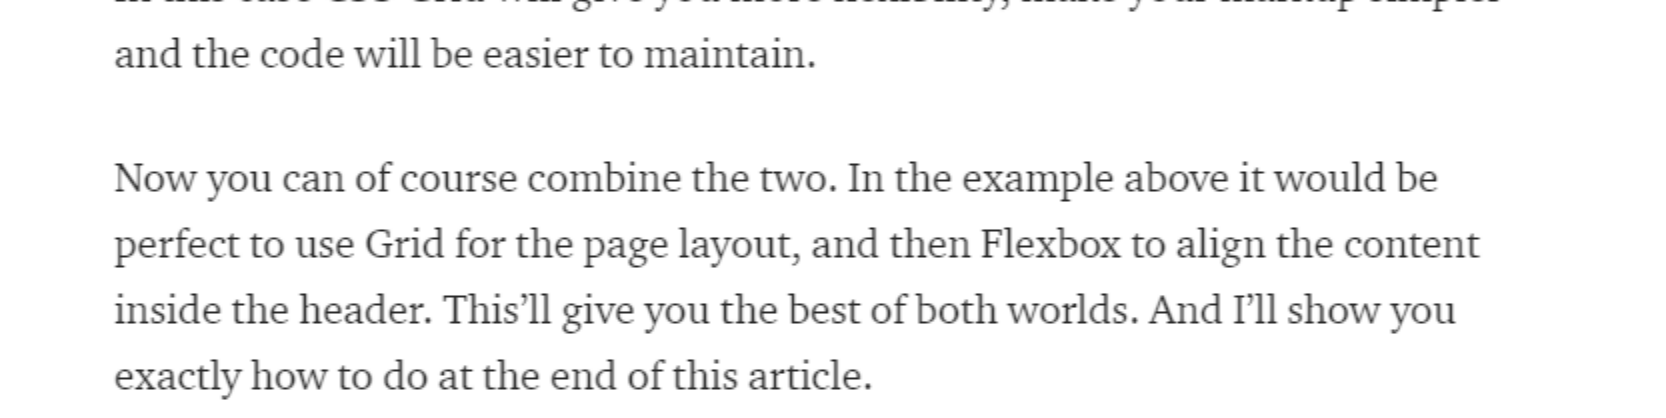 and the code will be easier to maintain.
Now you can of course combine the two. In the example above it would be
perfect to use Grid for the page layout, and then Flexbox to align the content
inside the header. This’ll give you the best of both worlds. And I’ll show you
exactly how to do at the end of this article.